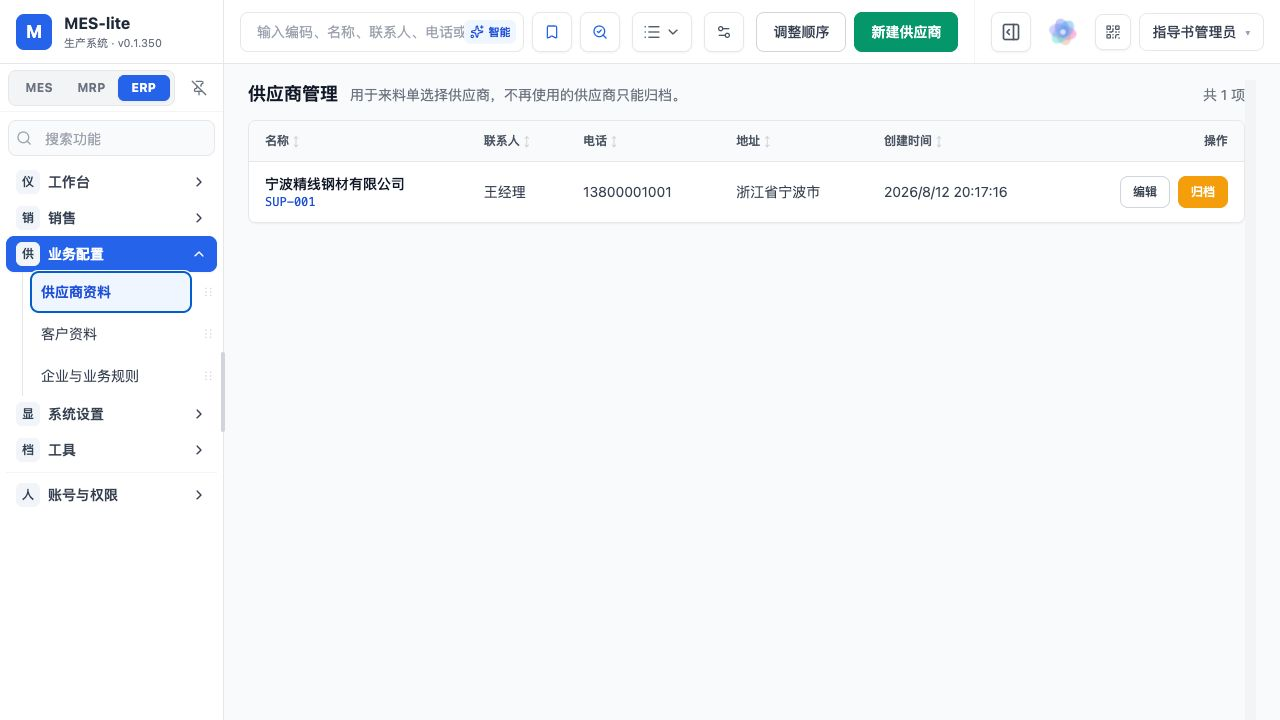 M
MES-lite
生产系统 · v0.1.350
输入编码、名称、联系人、电话或
智能
调整顺序
新建供应商
指导书管理员
MES
MRP
ERP
搜索功能
仪 工作台
销 销售
供 业务配置
供应商资料
客户资料
企业与业务规则
显 系统设置
档 工具
人 账号与权限
供应商管理
用于来料单选择供应商，不再使用的供应商只能归档。
共 1 项
名称 联系人 电话 地址 创建时间 操作
宁波精线钢材有限公司 王经理 13800001001 浙江省宁波市 2026/8/12 20:17:16 编辑 归档
SUP-001